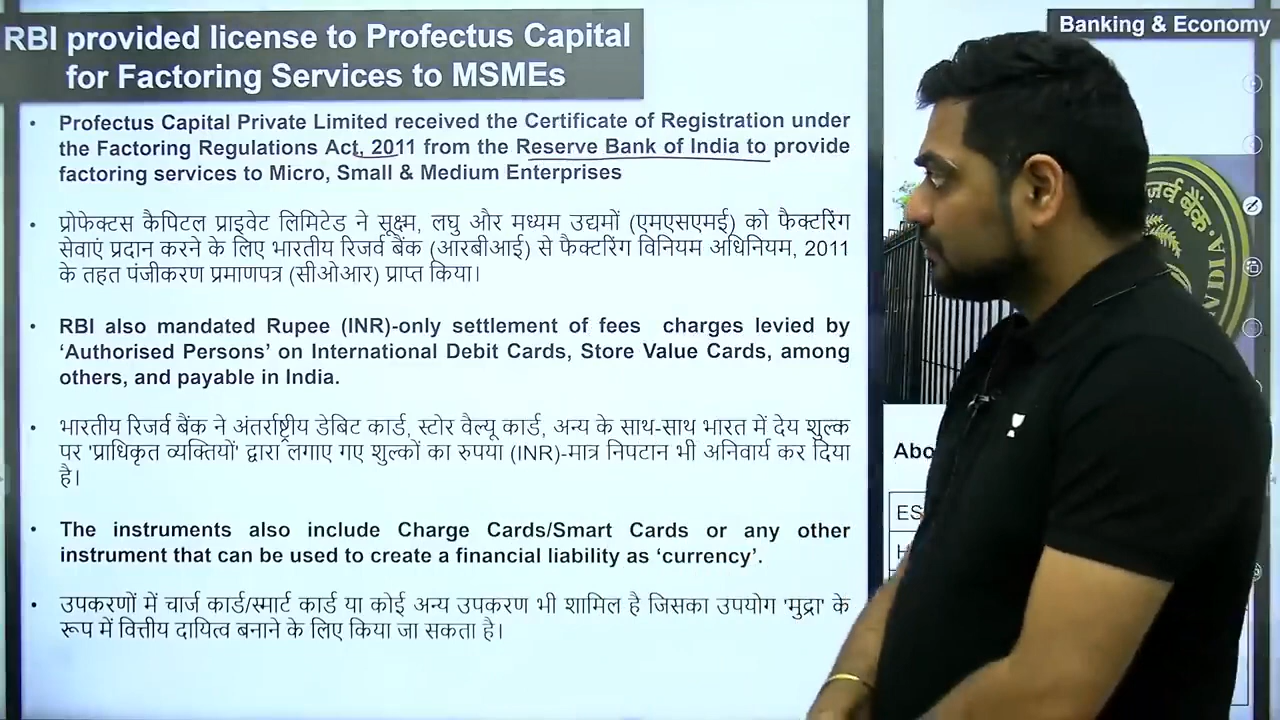 Banking & Economy
RBI provided license to Profectus Capital
for Factoring Services to MSMEs
• Profectus Capital Private Limited received the Certificate of Registration under
the Factoring Regulations Act, 2011 from the Reserve Bank of India to provide
factoring services to Micro, Small & Medium Enterprises
• प्रोफेक्टस कैपिटल प्राइवेट लिमिटेड ने सूक्ष्म, लघु और मध्यम उद्यमों (एमएसएमई) को फैक्टरिंग
सेवाएं प्रदान करने के लिए भारतीय रिजर्व बैंक (आरबीआई) से फैक्टरिंग विनियम अधिनियम, 2011
के तहत पंजीकरण प्रमाणपत्र (सीओआर) प्राप्त किया।
• RBI also mandated Rupee (INR)-only settlement of fees charges levied by
‘Authorised Persons’ on International Debit Cards, Store Value Cards, among
others, and payable in India.
• भारतीय रिजर्व बैंक ने अंतर्राष्ट्रीय डेबिट कार्ड, स्टोर वैल्यू कार्ड, अन्य के साथ-साथ भारत में देय शुल्क
पर 'प्राधिकृत व्यक्तियों' द्वारा लगाए गए शुल्कों का रुपया (INR)-मात्र निपटान भी अनिवार्य कर दिया
है।
• The instruments also include Charge Cards/Smart Cards or any other
instrument that can be used to create a financial liability as ‘currency’.
• उपकरणों में चार्ज कार्ड/स्मार्ट कार्ड या कोई अन्य उपकरण भी शामिल है जिसका उपयोग 'मुद्रा' के
रूप में वित्तीय दायित्व बनाने के लिए किया जा सकता है।